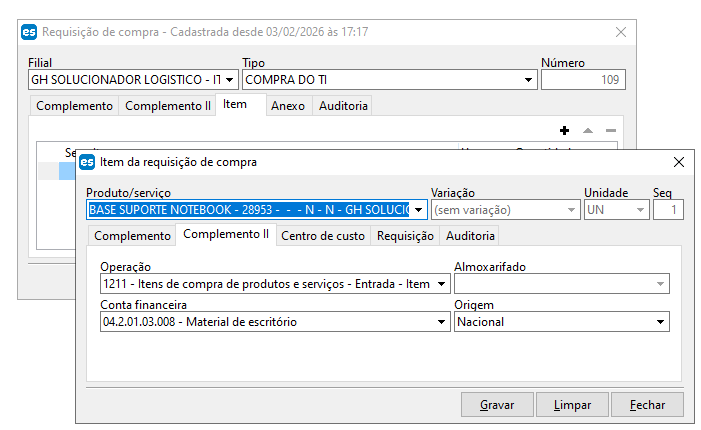 es Requisição de compra - Cadastrada desde 03/02/2026 às 17:17
Filial Tipo Número
GH SOLUCIONADOR LOGISTICO - IT COMPRA DO TI 109
Complemento Complemento II Item Anexo Auditoria
es Item da requisição de compra
Produto/serviço Variação Unidade Seq
BASE SUPORTE NOTEBOOK - 28953 - - - N - N - GH SOLUCIO (sem variação) UN 1
Complemento Complemento II Centro de custo Requisição Auditoria
Operação Almoxarifado
1211 - Itens de compra de produtos e serviços - Entrada - Item
Conta financeira Origem
04.2.01.03.008 - Material de escritório Nacional
Gravar Limpar Fechar